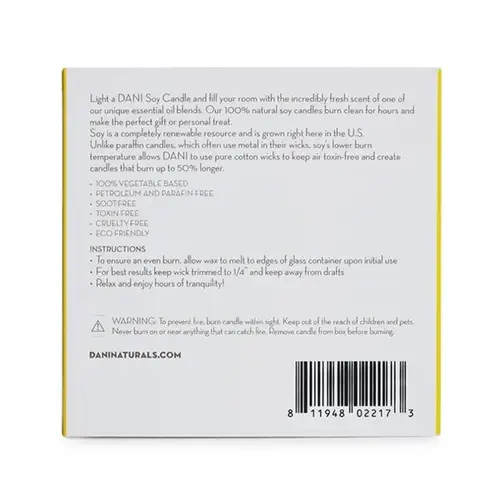 Light a DANI Soy Candle and fill your room with the incredibly fresh scent of one of
our unique essential oil blends. Our 100% natural soy candles burn clean for hours and
make the perfect gift or personal treat.
Soy is a completely renewable resource and is grown right here in the U.S.
Unlike paraffin candles, which often use metal in their wicks, soy's lower burn
temperature allows DANI to use pure cotton wicks to keep air toxin-free and create
candles that burn up to 50% longer.
• 100% VEGETABLE BASED
• PETROLEUM AND PARAFIN FREE
• SOOT-FREE
• TOXIN FREE
• CRUELTY-FREE
• ECO FRIENDLY
INSTRUCTIONS
• To ensure an even burn, allow wax to melt to edges of glass container upon initial use
• For best results keep wick trimmed to 1/4" and keep away from drafts
• Relax and enjoy hours of tranquility!
WARNING: To prevent fire, burn candle within sight. Keep out of the reach of children and pets.
Never burn on or near anything that can catch fire. Remove candle from box before burning.
DANINATURALS.COM
8 11948 02217 3